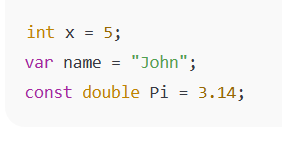 int x = 5;
var name = "John";
const double Pi = 3.14;